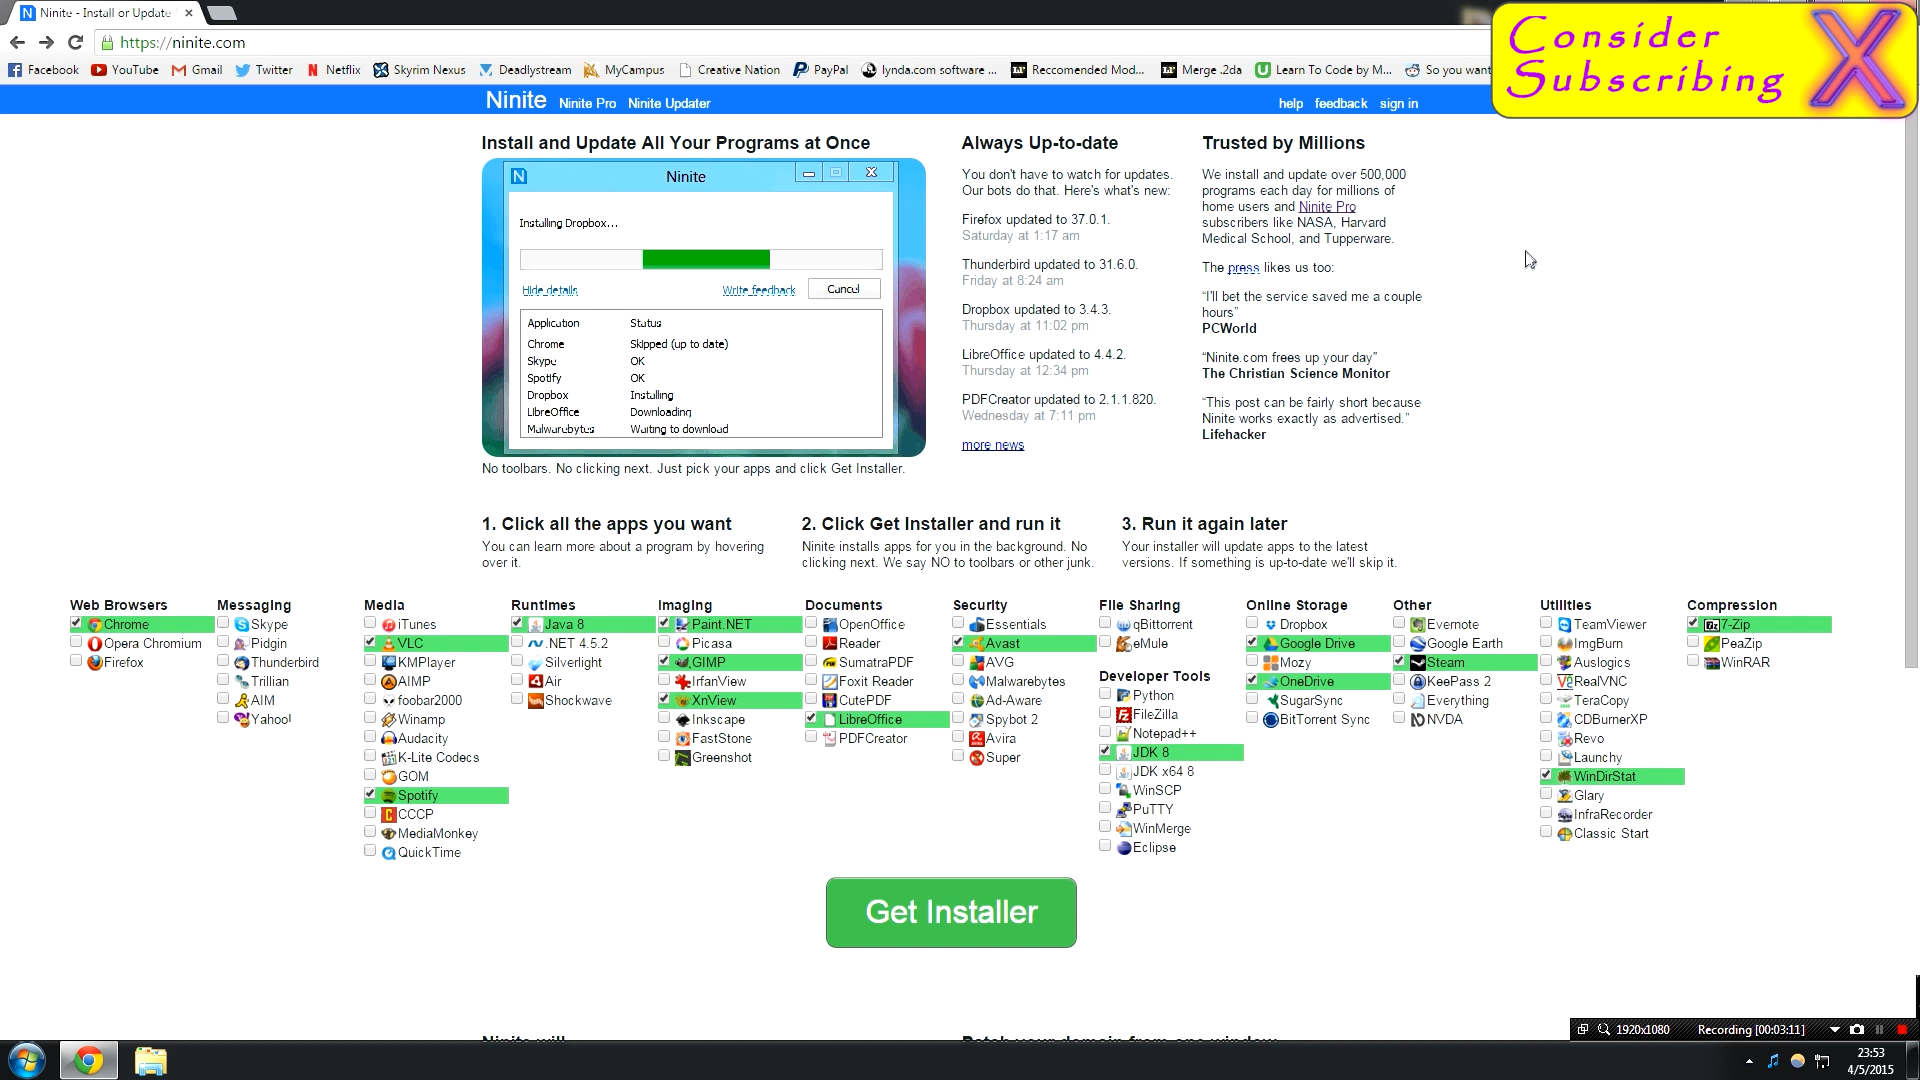 Ninite - Install or Update
https://ninite.com
Consider
Subscribing
X
Facebook YouTube Gmail Twitter Netflix Skyrim Nexus Deadlystream MyCampus Creative Nation PayPal lynda.com software ... Reccomended Mod... Merge .2da Learn To Code by M... So you want
Ninite Ninite Pro Ninite Updater help feedback sign in
Install and Update All Your Programs at Once
Ninite
Installing Dropbox...
Hide details Write feedback Cancel
Application Status
Chrome Skipped (up to date)
Skype OK
Spotify OK
Dropbox Installing
LibreOffice Downloading
Malwarebytes Waiting to download
No toolbars. No clicking next. Just pick your apps and click Get Installer.
Always Up-to-date
You don't have to watch for updates.
Our bots do that. Here's what's new:
Firefox updated to 37.0.1.
Saturday at 1:17 am
Thunderbird updated to 31.6.0.
Friday at 8:24 am
Dropbox updated to 3.4.3.
Thursday at 11:02 pm
LibreOffice updated to 4.4.2.
Thursday at 12:34 pm
PDFCreator updated to 2.1.1.820.
Wednesday at 7:11 pm
more news
Trusted by Millions
We install and update over 500,000
programs each day for millions of
home users and Ninite Pro
subscribers like NASA, Harvard
Medical School, and Tupperware.
The press likes us too:
“I'll bet the service saved me a couple
hours”
PCWorld
“Ninite.com frees up your day”
The Christian Science Monitor
“This post can be fairly short because
Ninite works exactly as advertised.”
Lifehacker
1. Click all the apps you want
You can learn more about a program by hovering
over it.
2. Click Get Installer and run it
Ninite installs apps for you in the background. No
clicking next. We say NO to toolbars or other junk.
3. Run it again later
Your installer will update apps to the latest
versions. If something is up-to-date we'll skip it.
Web Browsers
Chrome
Opera Chromium
Firefox
Messaging
Skype
Pidgin
Thunderbird
Trillian
AIM
Yahoo!
Media
iTunes
VLC
KMPlayer
AIMP
foobar2000
Winamp
Audacity
K-Lite Codecs
GOM
Spotify
CCCP
MediaMonkey
QuickTime
Runtimes
Java 8
.NET 4.5.2
Silverlight
Air
Shockwave
Imaging
Paint.NET
Picasa
GIMP
IrfanView
XnView
Inkscape
FastStone
Greenshot
Documents
OpenOffice
Reader
SumatraPDF
Foxit Reader
CutePDF
LibreOffice
PDFCreator
Security
Essentials
Avast
AVG
Malwarebytes
Ad-Aware
Spybot 2
Avira
Super
File Sharing
qBittorrent
eMule
Developer Tools
Python
FileZilla
Notepad++
JDK 8
JDK x64 8
WinSCP
PuTTY
WinMerge
Eclipse
Online Storage
Dropbox
Google Drive
Mozy
OneDrive
SugarSync
BitTorrent Sync
Other
Evernote
Google Earth
Steam
KeePass 2
Everything
NVDA
Utilities
TeamViewer
ImgBurn
Auslogics
RealVNC
TeraCopy
CDBurnerXP
Revo
Launchy
WinDirStat
Glary
InfraRecorder
Classic Start
Compression
7-Zip
PeaZip
WinRAR
Get Installer
Ninite will
Patch your domain from one window
1920x1080 Recording [00:03:11]
23:53
4/5/2015